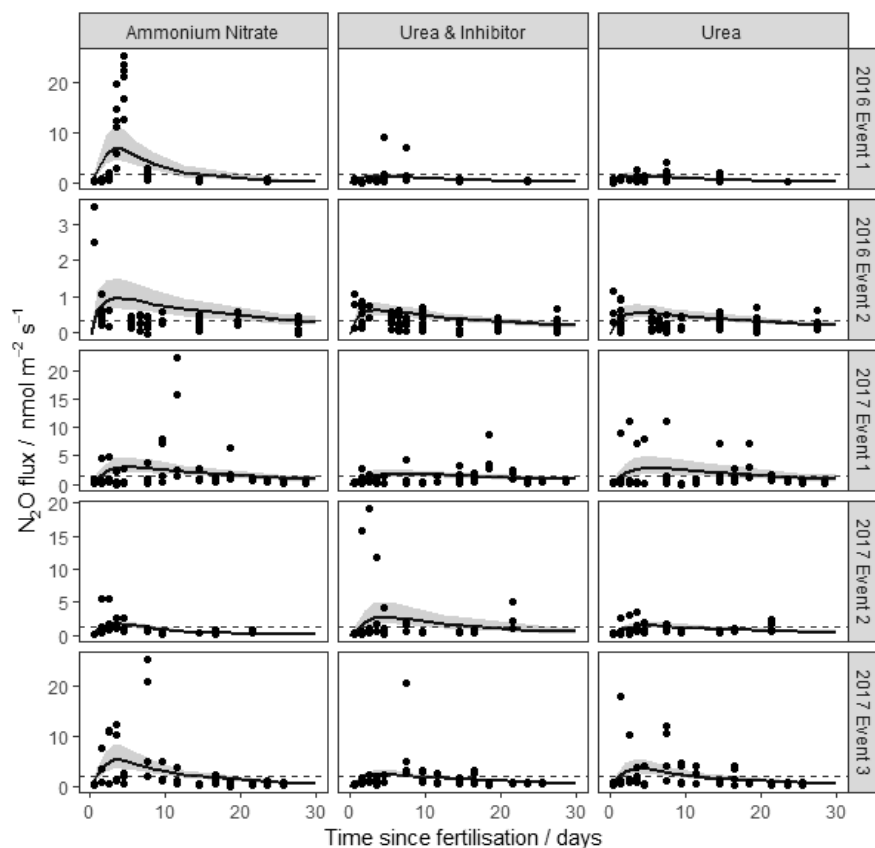 Ammonium Nitrate Urea & Inhibitor Urea
20
10
0
2016 Event 1
3
2
1
0
2016 Event 2
20
15
10
5
0
2017 Event 1
20
15
10
5
0
2017 Event 2
20
10
0
2017 Event 3
N₂O flux / nmol m⁻² s⁻¹
0 10 20 30 0 10 20 30 0 10 20 30
Time since fertilisation / days